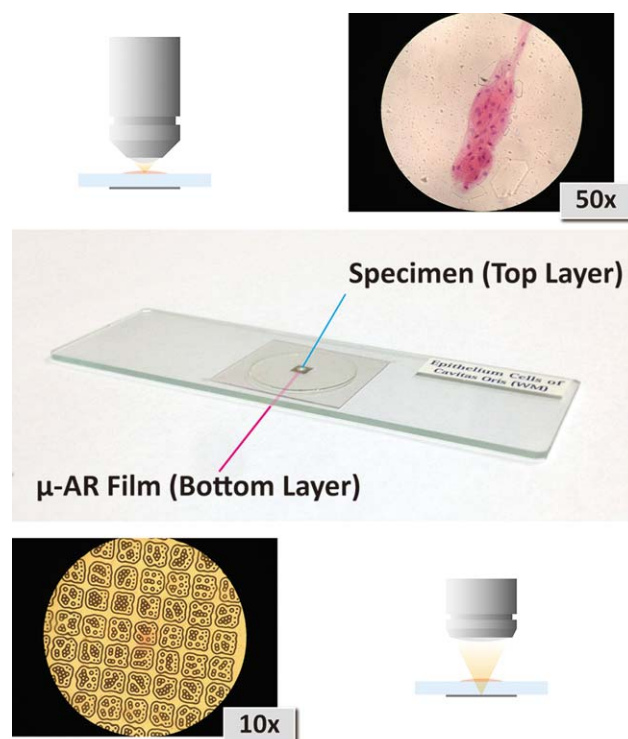 50x
Specimen (Top Layer)
Epithelium Cells of
Cavitas Oris (WM)
μ-AR Film (Bottom Layer)
10x